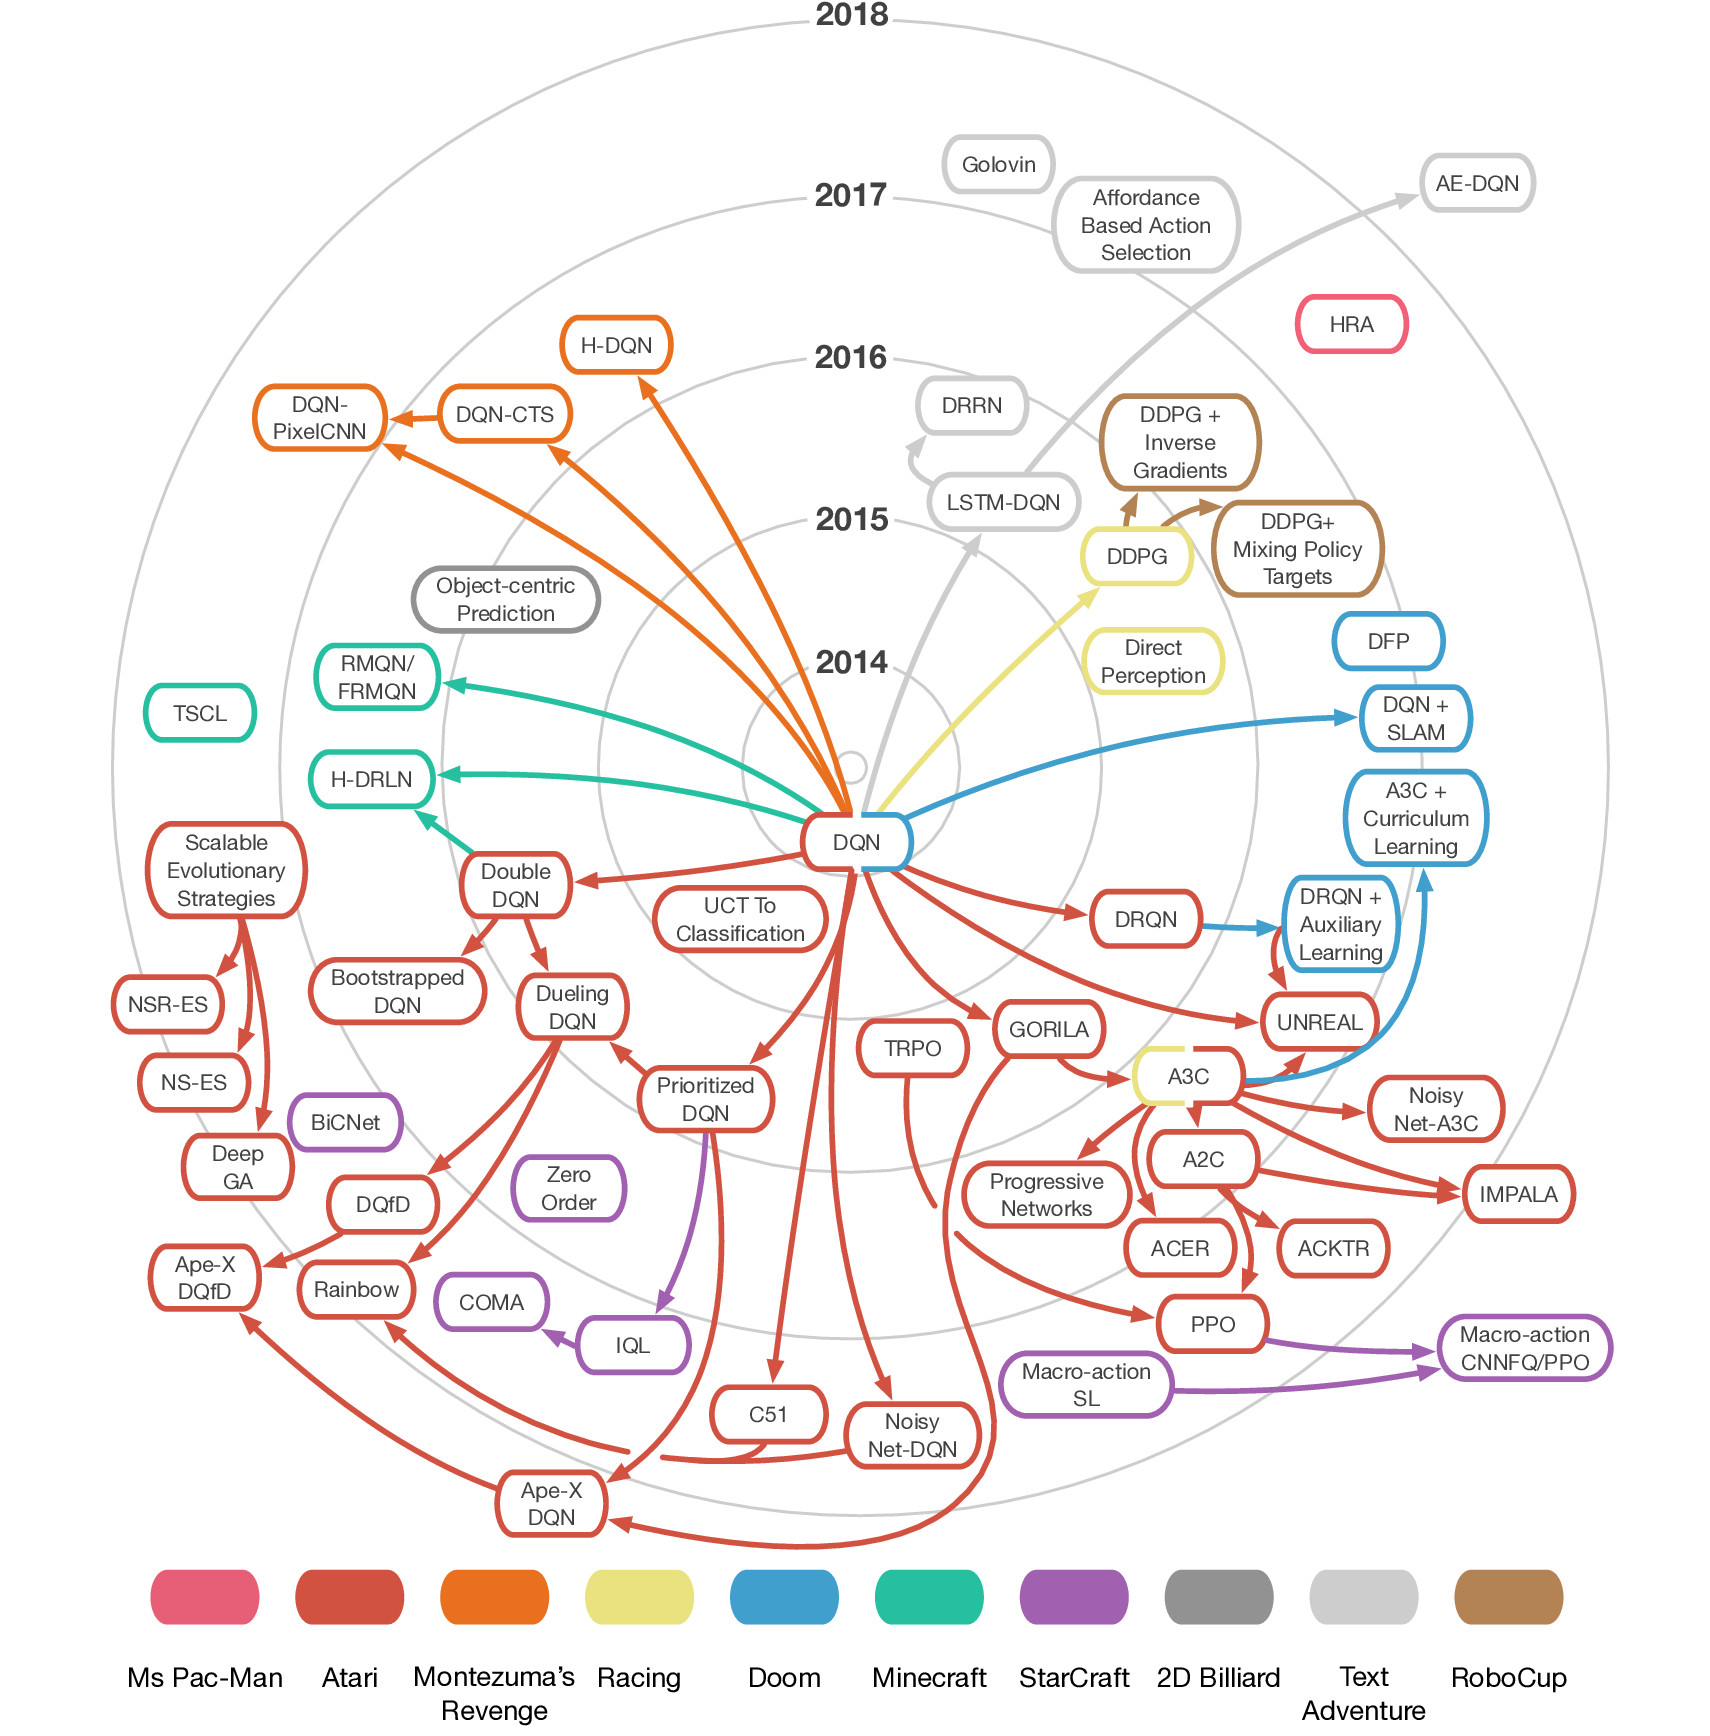 2018
Golovin
AE-DQN
2017
Affordance
Based Action
Selection
HRA
H-DQN
2016
DQN-
PixelCNN
DQN-CTS
DRRN
DDPG +
Inverse
Gradients
LSTM-DQN
2015
DDPG
DDPG+
Mixing Policy
Targets
Object-centric
Prediction
DFP
Direct
Perception
2014
RMQN/
FRMQN
TSCL
DQN +
SLAM
H-DRLN
A3C +
Curriculum
Learning
DQN
Scalable
Evolutionary
Strategies
Double
DQN
UCT To
Classification
DRQN
DRQN +
Auxiliary
Learning
Bootstrapped
DQN
NSR-ES
Dueling
DQN
UNREAL
GORILA
TRPO
A3C
NS-ES
Prioritized
DQN
Noisy
Net-A3C
BiCNet
Deep
GA
A2C
Zero
Order
Progressive
Networks
IMPALA
DQfD
ACER
ACKTR
Ape-X
DQfD
Rainbow
COMA
PPO
IQL
Macro-action
CNNFQ/PPO
Macro-action
SL
C51
Noisy
Net-DQN
Ape-X
DQN
Ms Pac-Man
Atari
Montezuma's
Revenge
Racing
Doom
Minecraft
StarCraft
2D Billiard
Text
Adventure
RoboCup